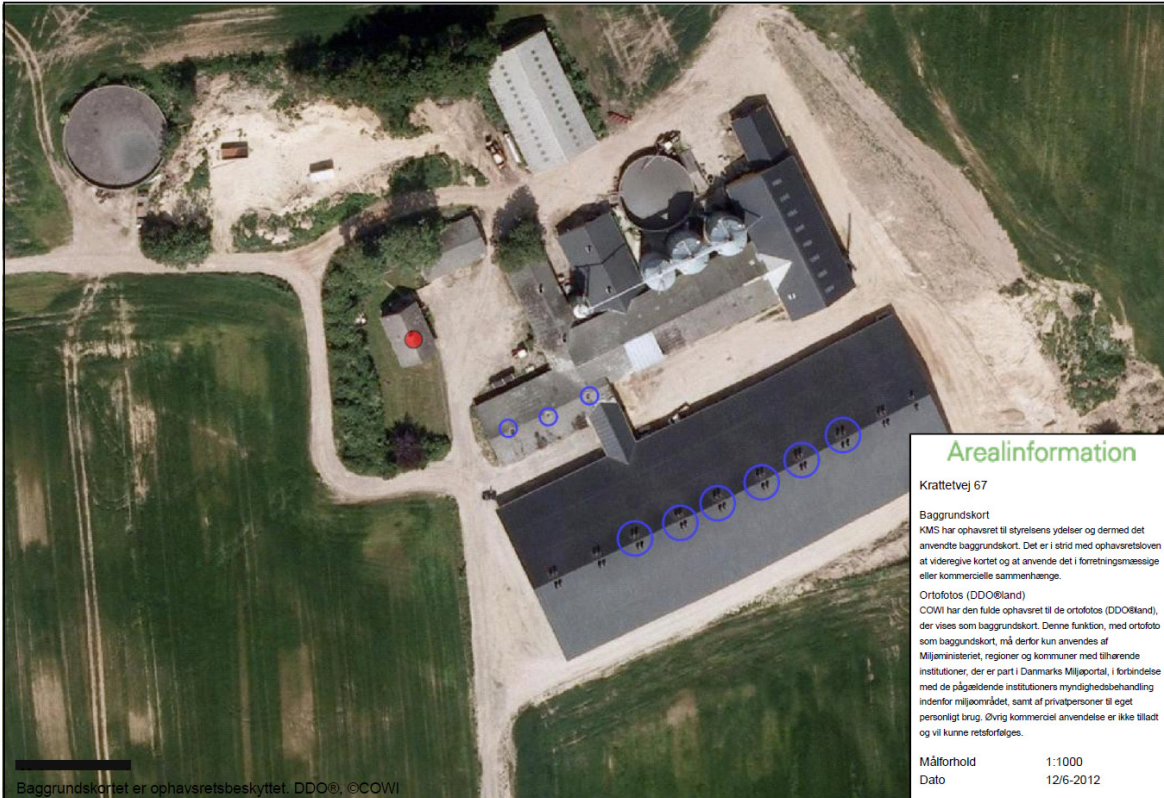 Arealinformation
Krattetvej 67
Baggrundskort
KMS har ophavsret til styrelsens ydelser og dermed det
anvendte baggrundskort. Det er i strid med ophavsretsloven
at videregive kortet og at anvende det i forretningsmæssige
eller kommercielle sammenhænge.
Ortofotos (DDO®land)
COWI har den fulde ophavsret til de ortofotos (DDO®land),
der vises som baggrundskort. Denne funktion, med ortofoto
som baggundskort, må derfor kun anvendes af
Miljøministeriet, regioner og kommuner med tilhørende
institutioner, der er part i Danmarks Miljøportal, i forbindelse
med de pågældende institutioners myndighedsbehandling
indenfor miljøområdet, samt af privatpersoner til eget
personligt brug. Øvrig kommerciel anvendelse er ikke tilladt
og vil kunne retsforfølges.
Målforhold 1:1000
Dato 12/6-2012
Baggrundskortet er ophavsretsbeskyttet. DDO®, ©COWI